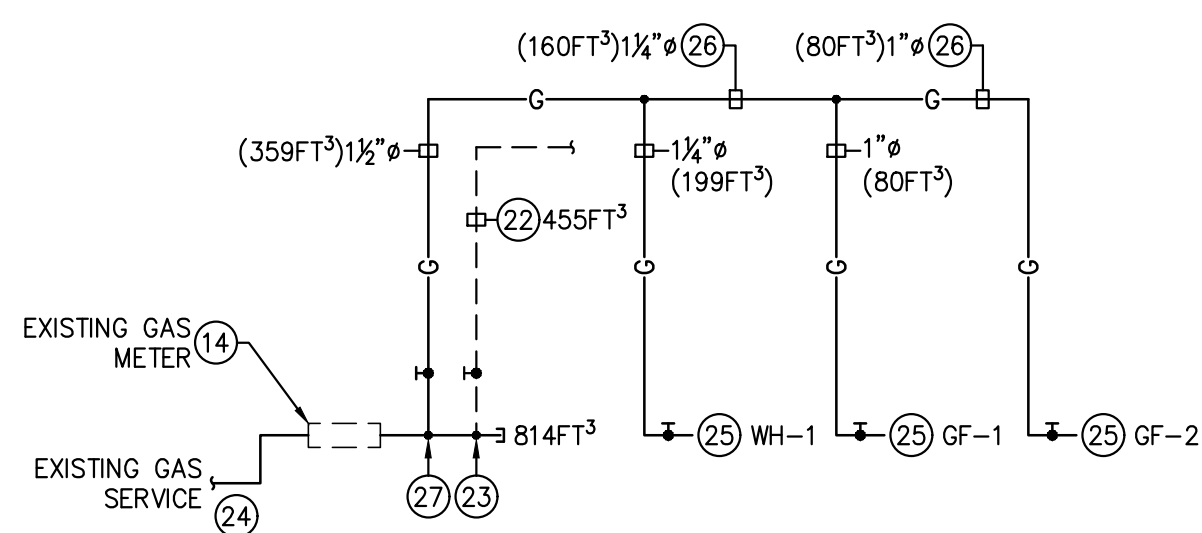 (160FT³)1¼"ø 26
(80FT³)1"ø 26
G
G
(359FT³)1½"ø
1¼"ø
(199FT³)
1"ø
(80FT³)
22 455FT³
G
G
G
G
EXISTING GAS
METER
14
814FT³
25 WH-1
25 GF-1
25 GF-2
EXISTING GAS
SERVICE
24
27
23